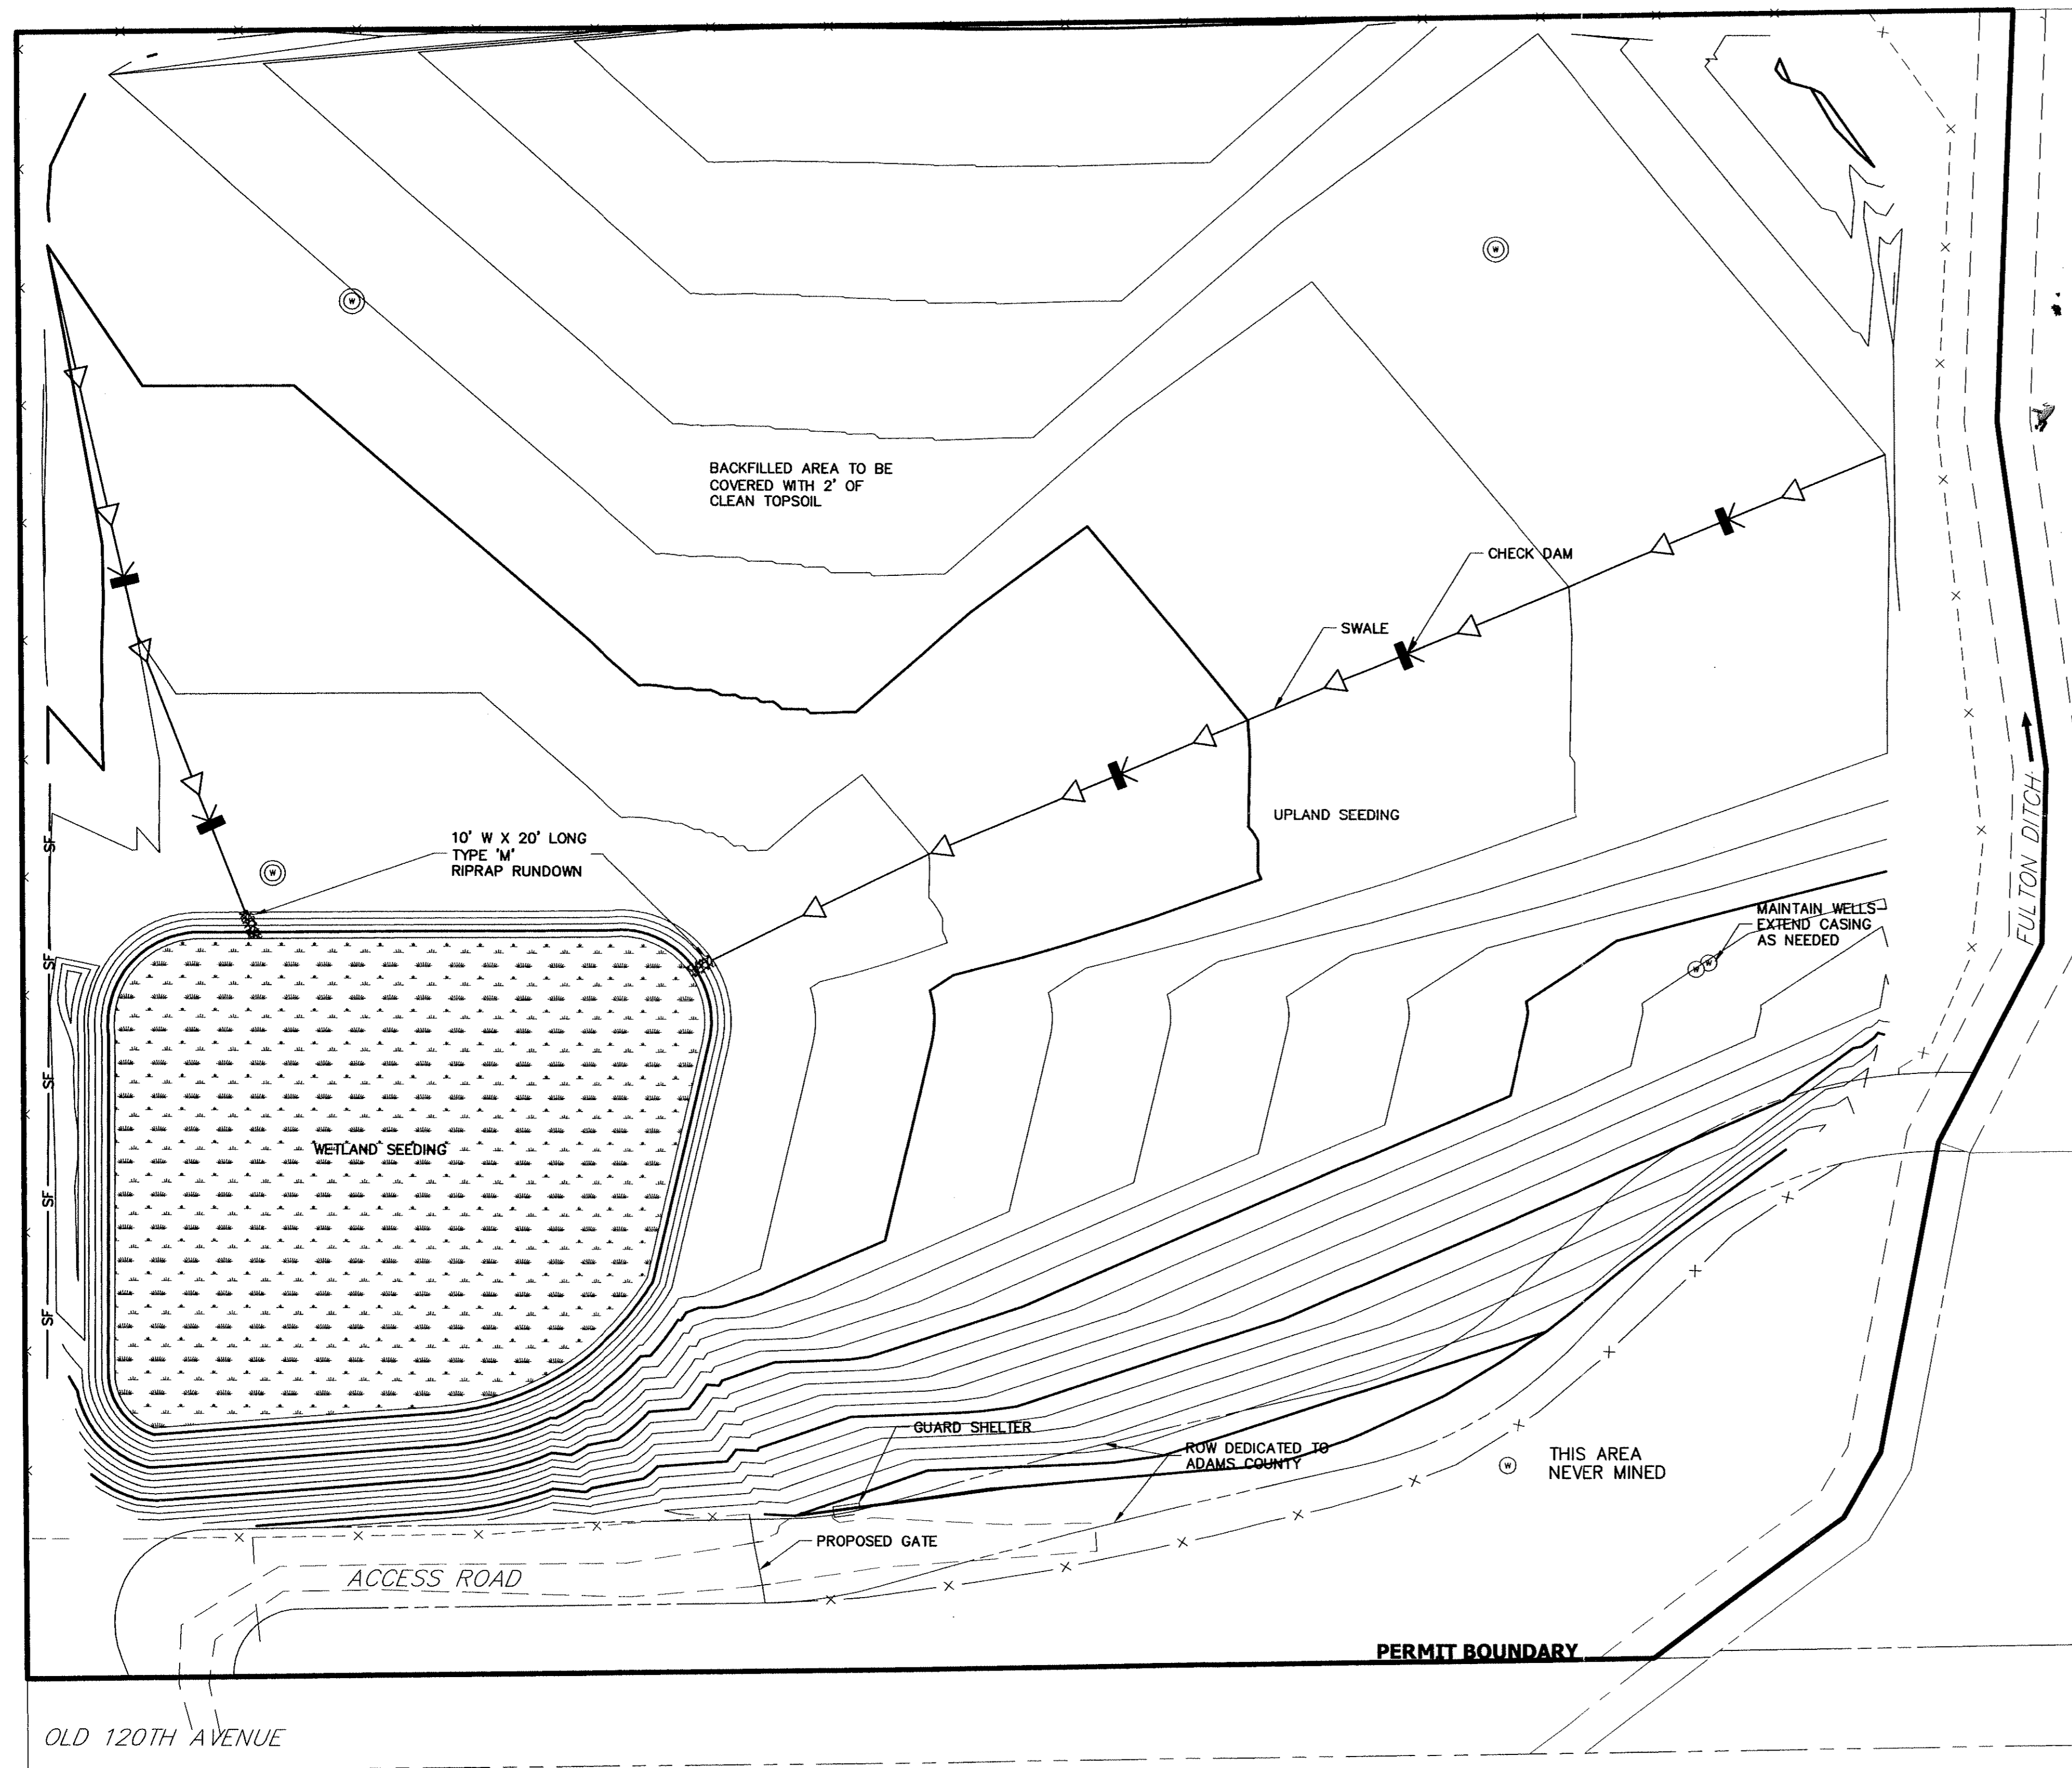 W
W
BACKFILLED AREA TO BE
COVERED WITH 2' OF
CLEAN TOPSOIL
CHECK DAM
SWALE
UPLAND SEEDING
FULTON DITCH
10' W X 20' LONG
TYPE 'M'
RIPRAP RUNDOWN
W
SF
SF
SF
SF
SF
MAINTAIN WELLS
EXTEND CASING
AS NEEDED
W W
WETLAND SEEDING
GUARD SHELTER
ROW DEDICATED TO
ADAMS COUNTY
W
THIS AREA
NEVER MINED
PROPOSED GATE
ACCESS ROAD
PERMIT BOUNDARY
OLD 120TH AVENUE